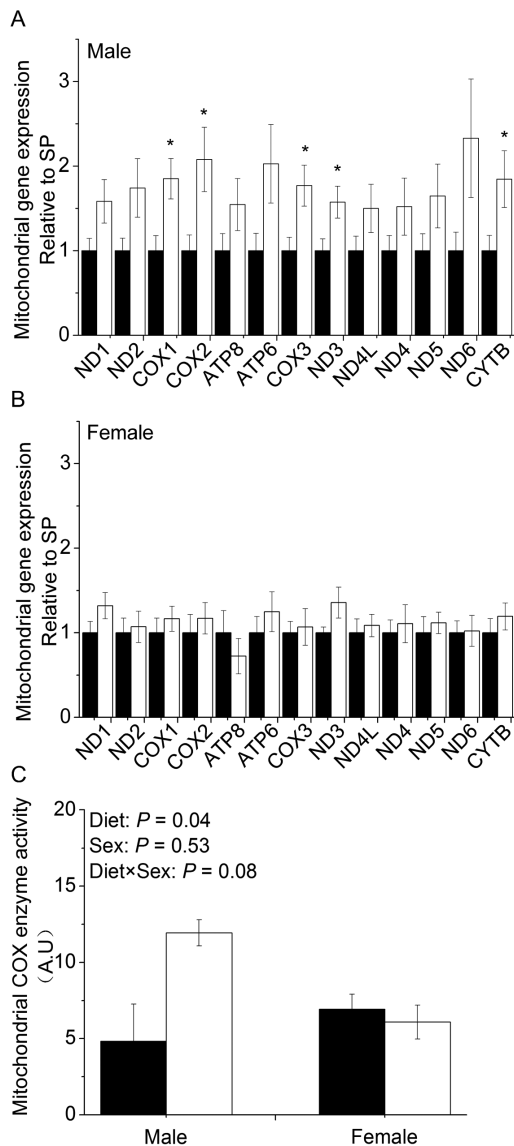 A
Male
Mitochondrial gene expression
Relative to SP
3
2
1
0
*
*
*
*
*
ND1
ND2
COX1
COX2
ATP8
ATP6
COX3
ND3
ND4L
ND4
ND5
ND6
CYTB
B
Female
Mitochondrial gene expression
Relative to SP
3
2
1
0
ND1
ND2
COX1
COX2
ATP8
ATP6
COX3
ND3
ND4L
ND4
ND5
ND6
CYTB
C
Diet: P = 0.04
Sex: P = 0.53
Diet×Sex: P = 0.08
Mitochondrial COX enzyme activity
(A.U)
20
15
10
5
0
Male
Female